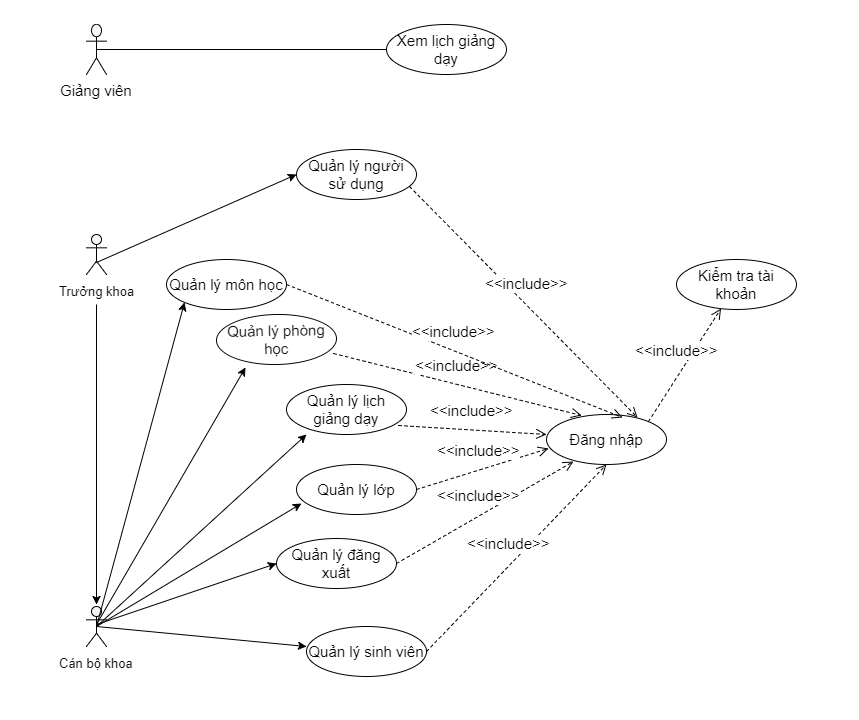 Xem lịch giảng
dạy
Giảng viên
Quản lý người
sử dụng
Trưởng khoa
Quản lý môn học
<<include>>
Kiểm tra tài
khoản
Quản lý phòng
học
<<include>>
<<include>>
<<include>>
Quản lý lịch
giảng dạy
<<include>>
Đăng nhập
<<include>>
Quản lý lớp
<<include>>
Quản lý đăng
xuất
<<include>>
Quản lý sinh viên
Cán bộ khoa